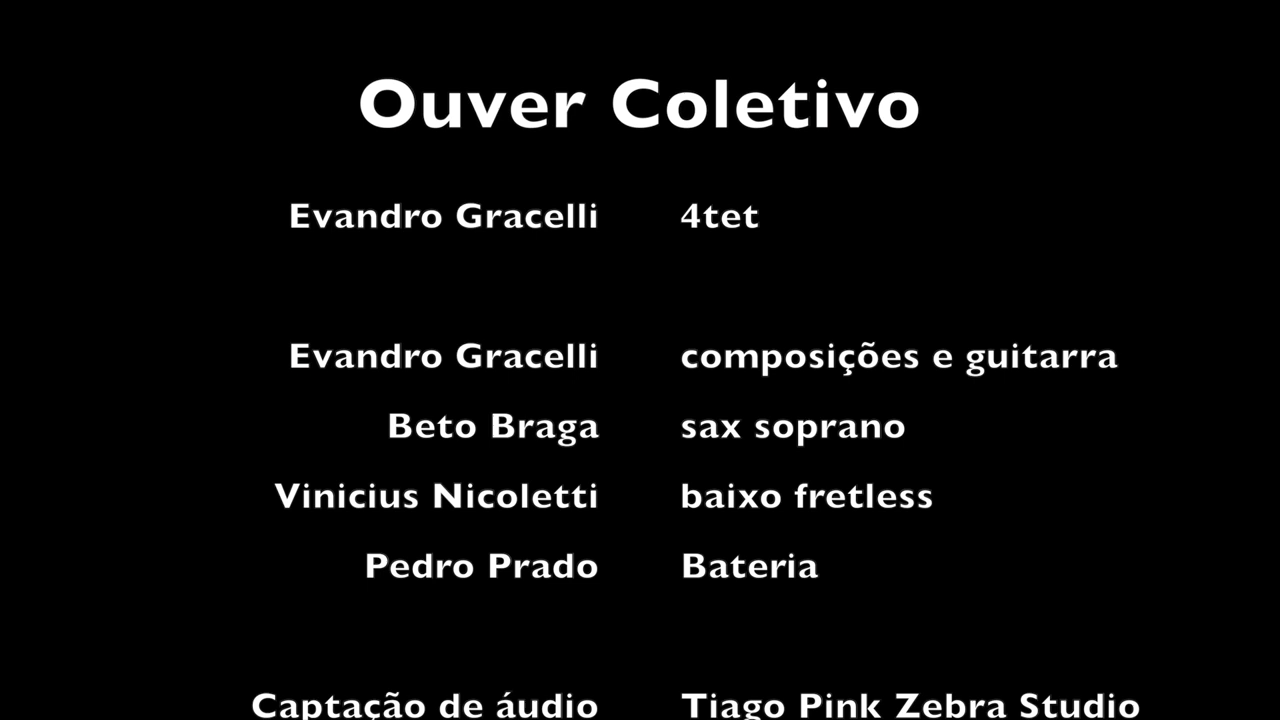 Ouver Coletivo
Evandro Gracelli 4tet
Evandro Gracelli composições e guitarra
Beto Braga sax soprano
Vinicius Nicoletti baixo fretless
Pedro Prado Bateria
Captação de áudio Tiago Pink Zebra Studio